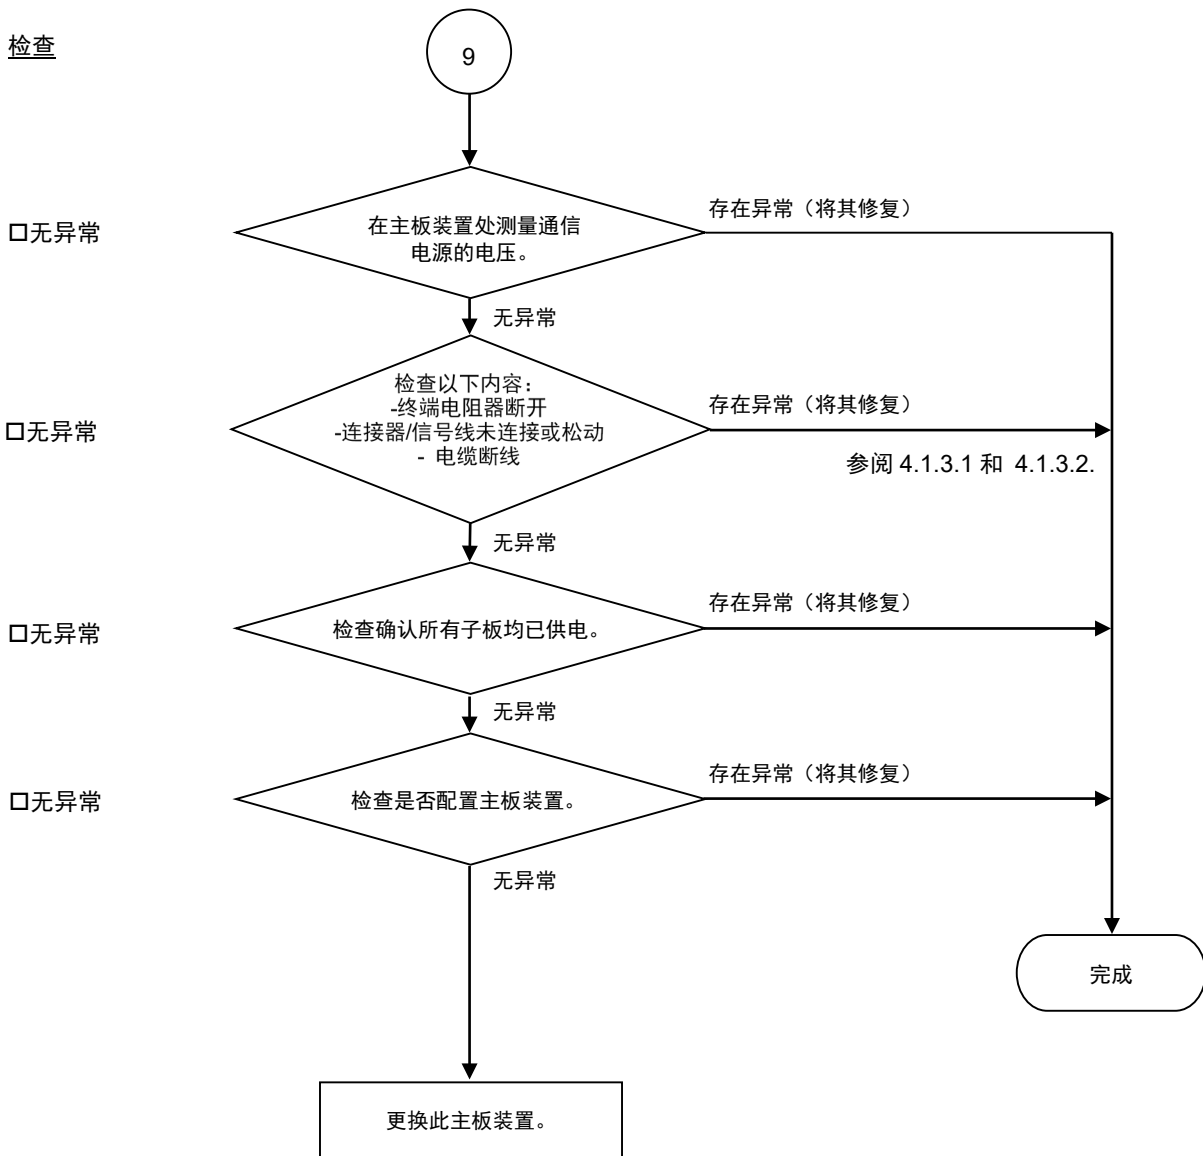 检查
9
在主板装置处测量通信
电源的电压。
存在异常（将其修复）
□无异常
无异常
检查以下内容：
-终端电阻器断开
-连接器/信号线未连接或松动
- 电缆断线
存在异常（将其修复）
□无异常
参阅 4.1.3.1 和 4.1.3.2.
无异常
存在异常（将其修复）
检查确认所有子板均已供电。
□无异常
无异常
存在异常（将其修复）
检查是否配置主板装置。
□无异常
无异常
完成
更换此主板装置。